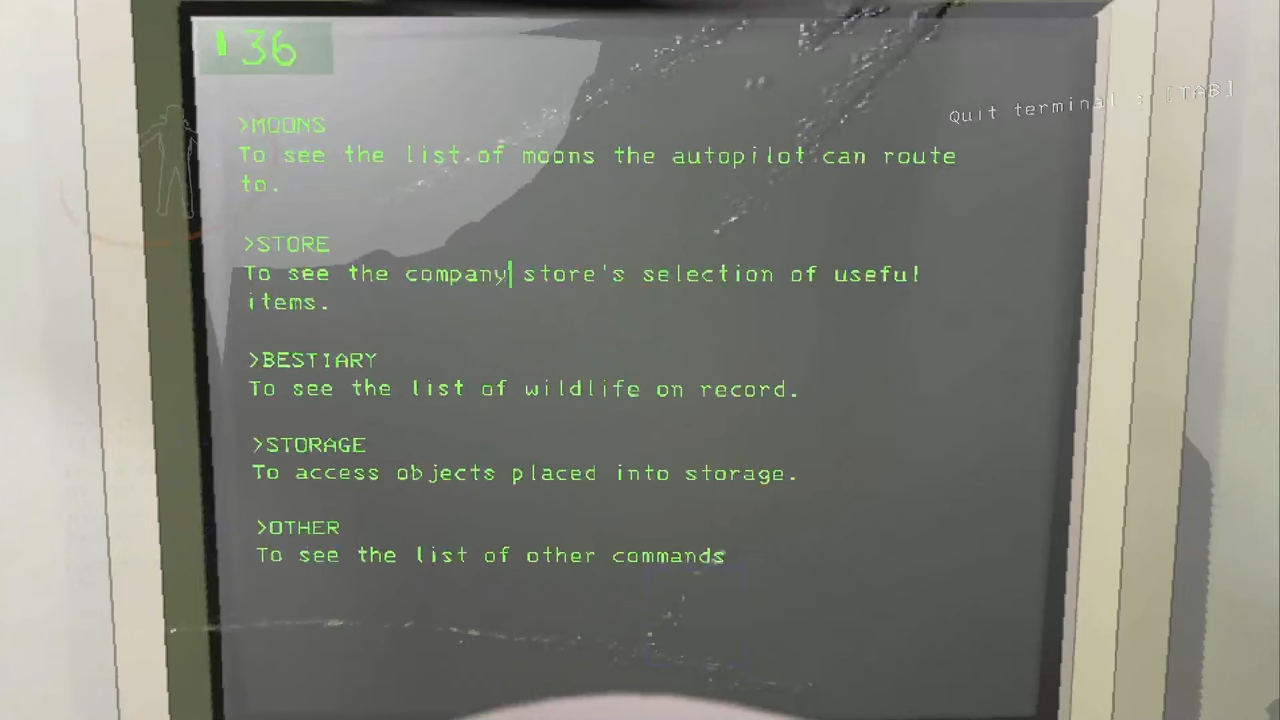 36
Quit terminal : [TAB]
>MOONS
To see the list of moons the autopilot can route
to.
>STORE
To see the company store's selection of useful
items.
>BESTIARY
To see the list of wildlife on record.
>STORAGE
To access objects placed into storage.
>OTHER
To see the list of other commands